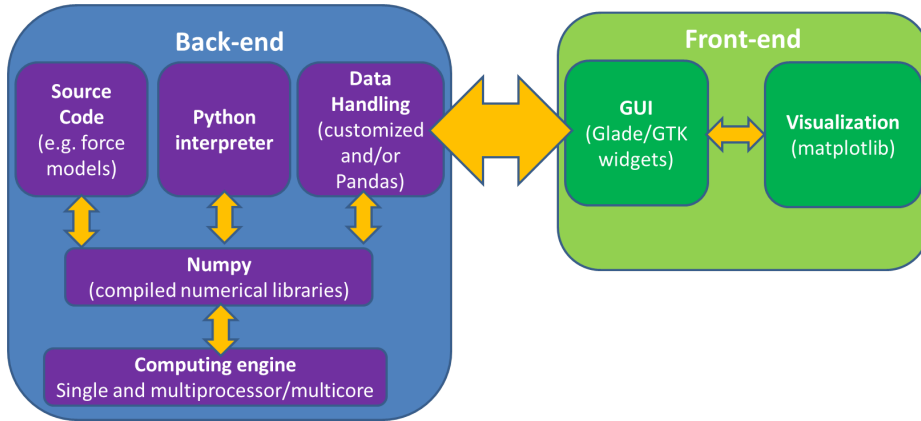 Back-end
Source
Code
(e.g. force
models)
Python
interpreter
Data
Handling
(customized
and/or
Pandas)
Numpy
(compiled numerical libraries)
Computing engine
Single and multiprocessor/multicore
Front-end
GUI
(Glade/GTK
widgets)
Visualization
(matplotlib)